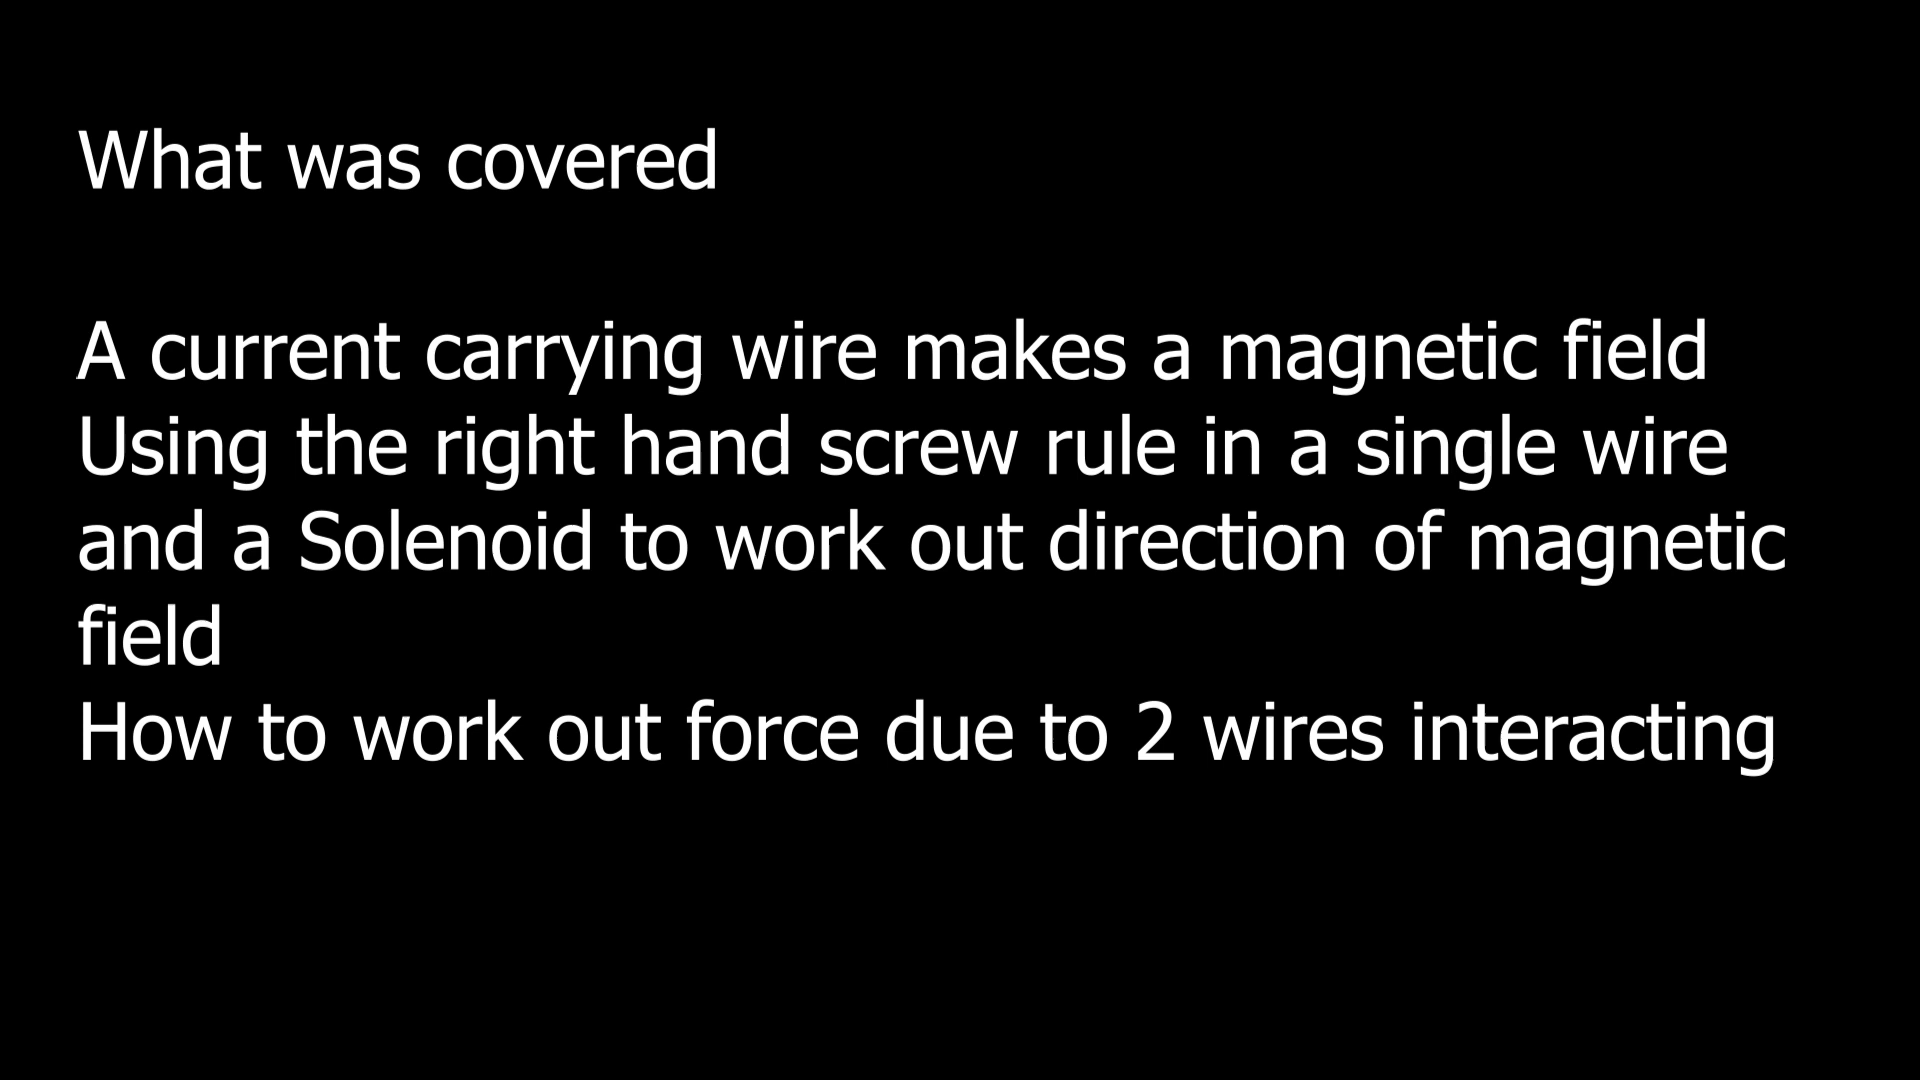 What was covered
A current carrying wire makes a magnetic field
Using the right hand screw rule in a single wire
and a Solenoid to work out direction of magnetic
field
How to work out force due to 2 wires interacting